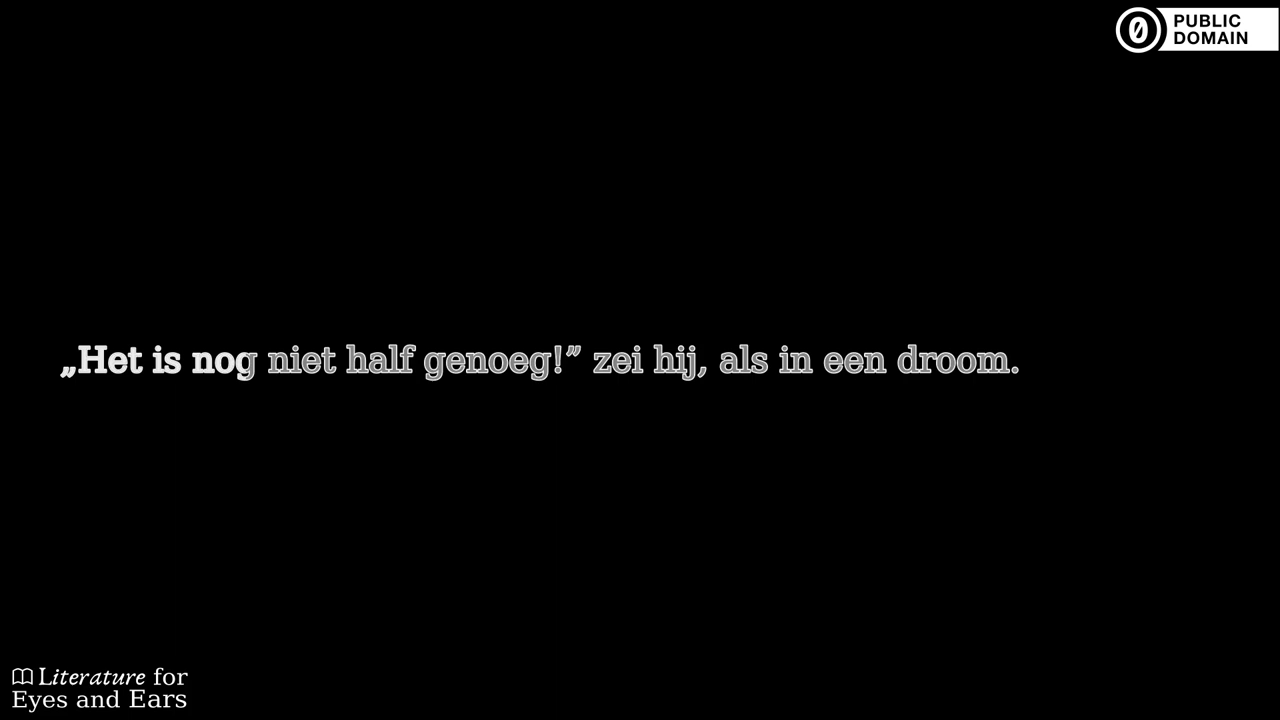 PUBLIC
DOMAIN
„Het is nog niet half genoeg!” zei hij, als in een droom.
Literature for
Eyes and Ears